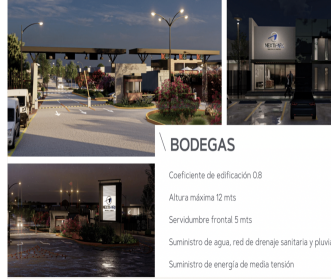 \ BODEGAS
Coeficiente de edificación 0.8
Altura máxima 12 mts
Servidumbre frontal 5 mts
Suministro de agua, red de drenaje sanitaria y pluvia
Suministro de energía de media tensión